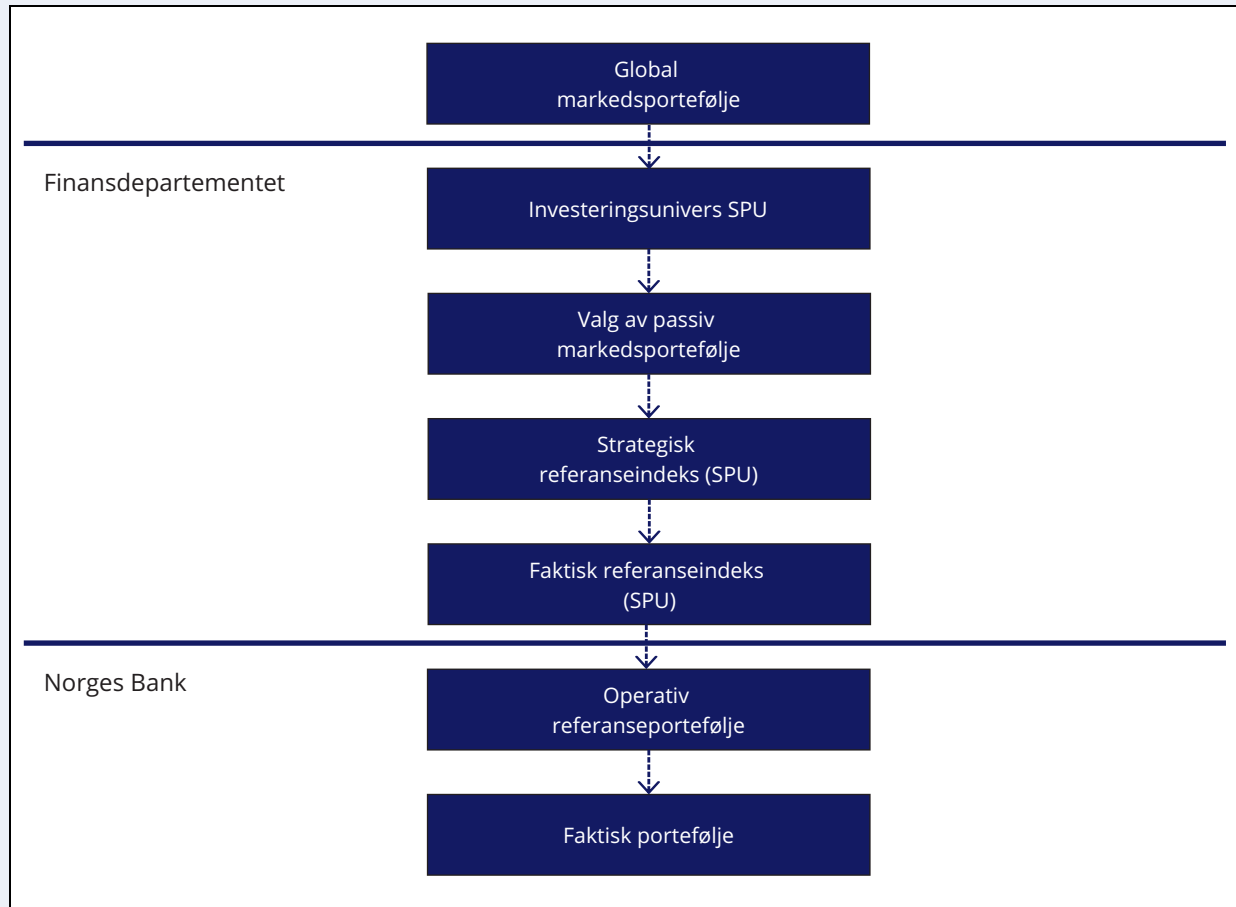 Global
markedsportefølje
Finansdepartementet
Investeringsunivers SPU
Valg av passiv
markedsportefølje
Strategisk
referanseindeks (SPU)
Faktisk referanseindeks
(SPU)
Norges Bank
Operativ
referanseportefølje
Faktisk portefølje